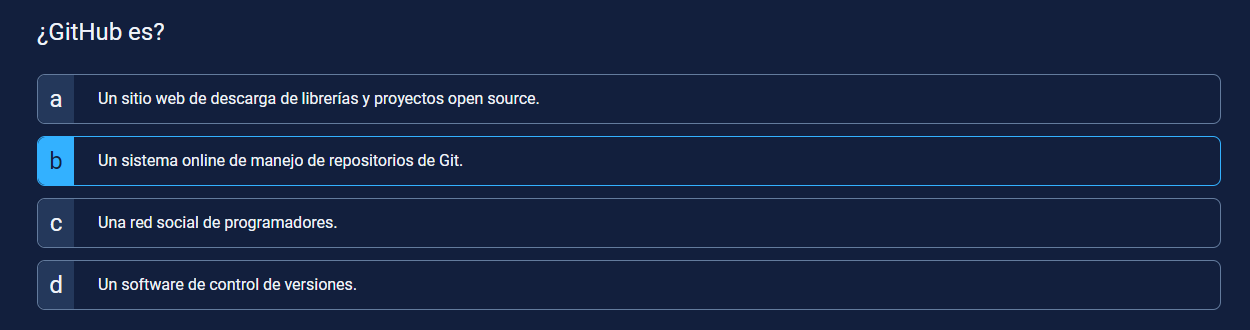 ¿GitHub es?
a Un sitio web de descarga de librerías y proyectos open source.
b Un sistema online de manejo de repositorios de Git.
c Una red social de programadores.
d Un software de control de versiones.